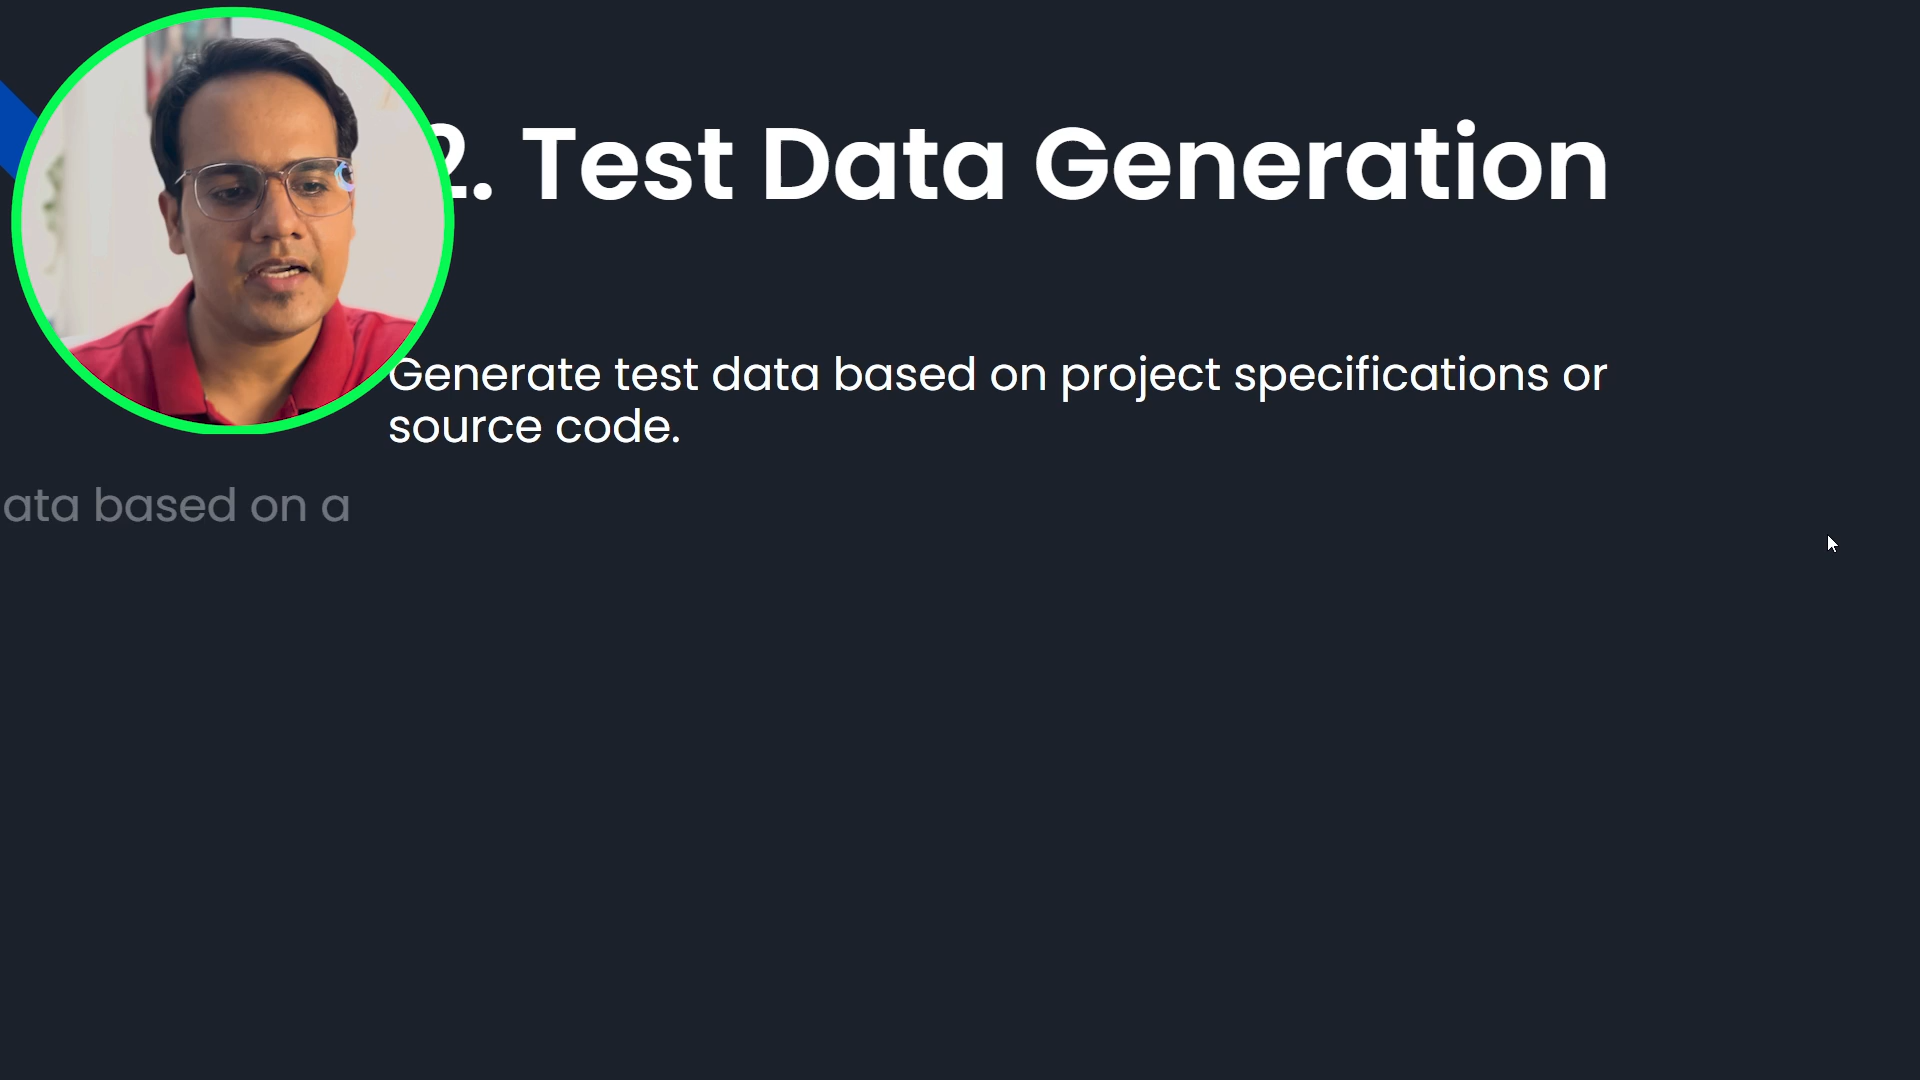 2. Test Data Generation
Generate test data based on project specifications or
source code.
ata based on a